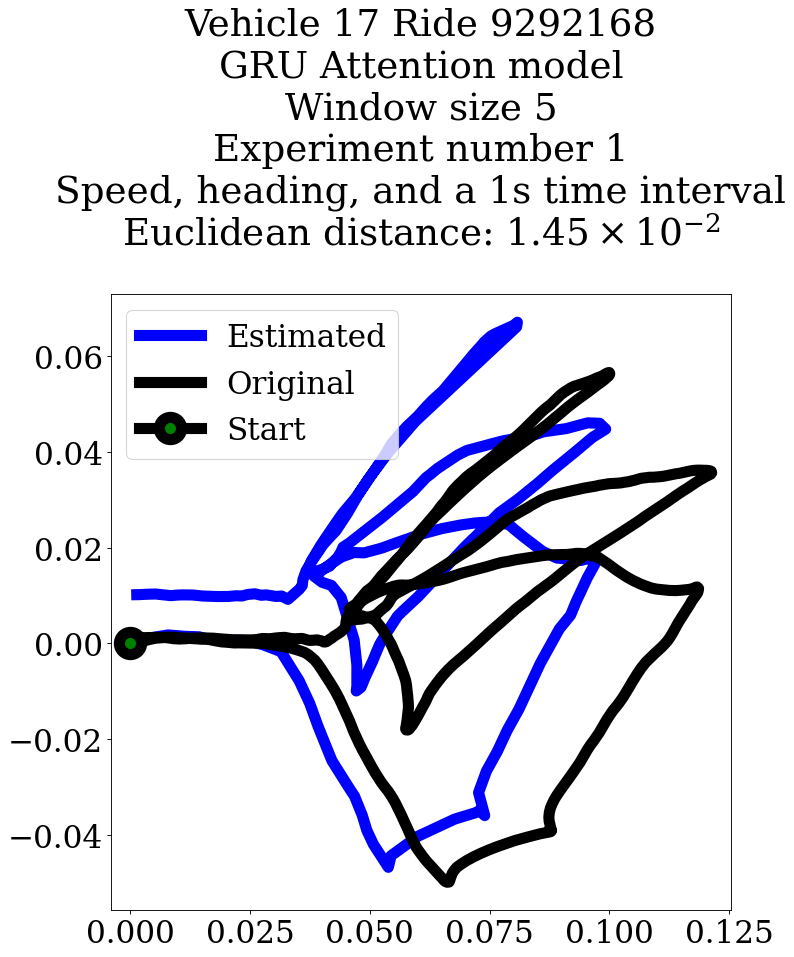 Vehicle 17 Ride 9292168
GRU Attention model
Window size 5
Experiment number 1
Speed, heading, and a 1s time interval
Euclidean distance: 1.45 × 10⁻²
Estimated
Original
Start
0.06
0.04
0.02
0.00
−0.02
−0.04
0.000 0.025 0.050 0.075 0.100 0.125